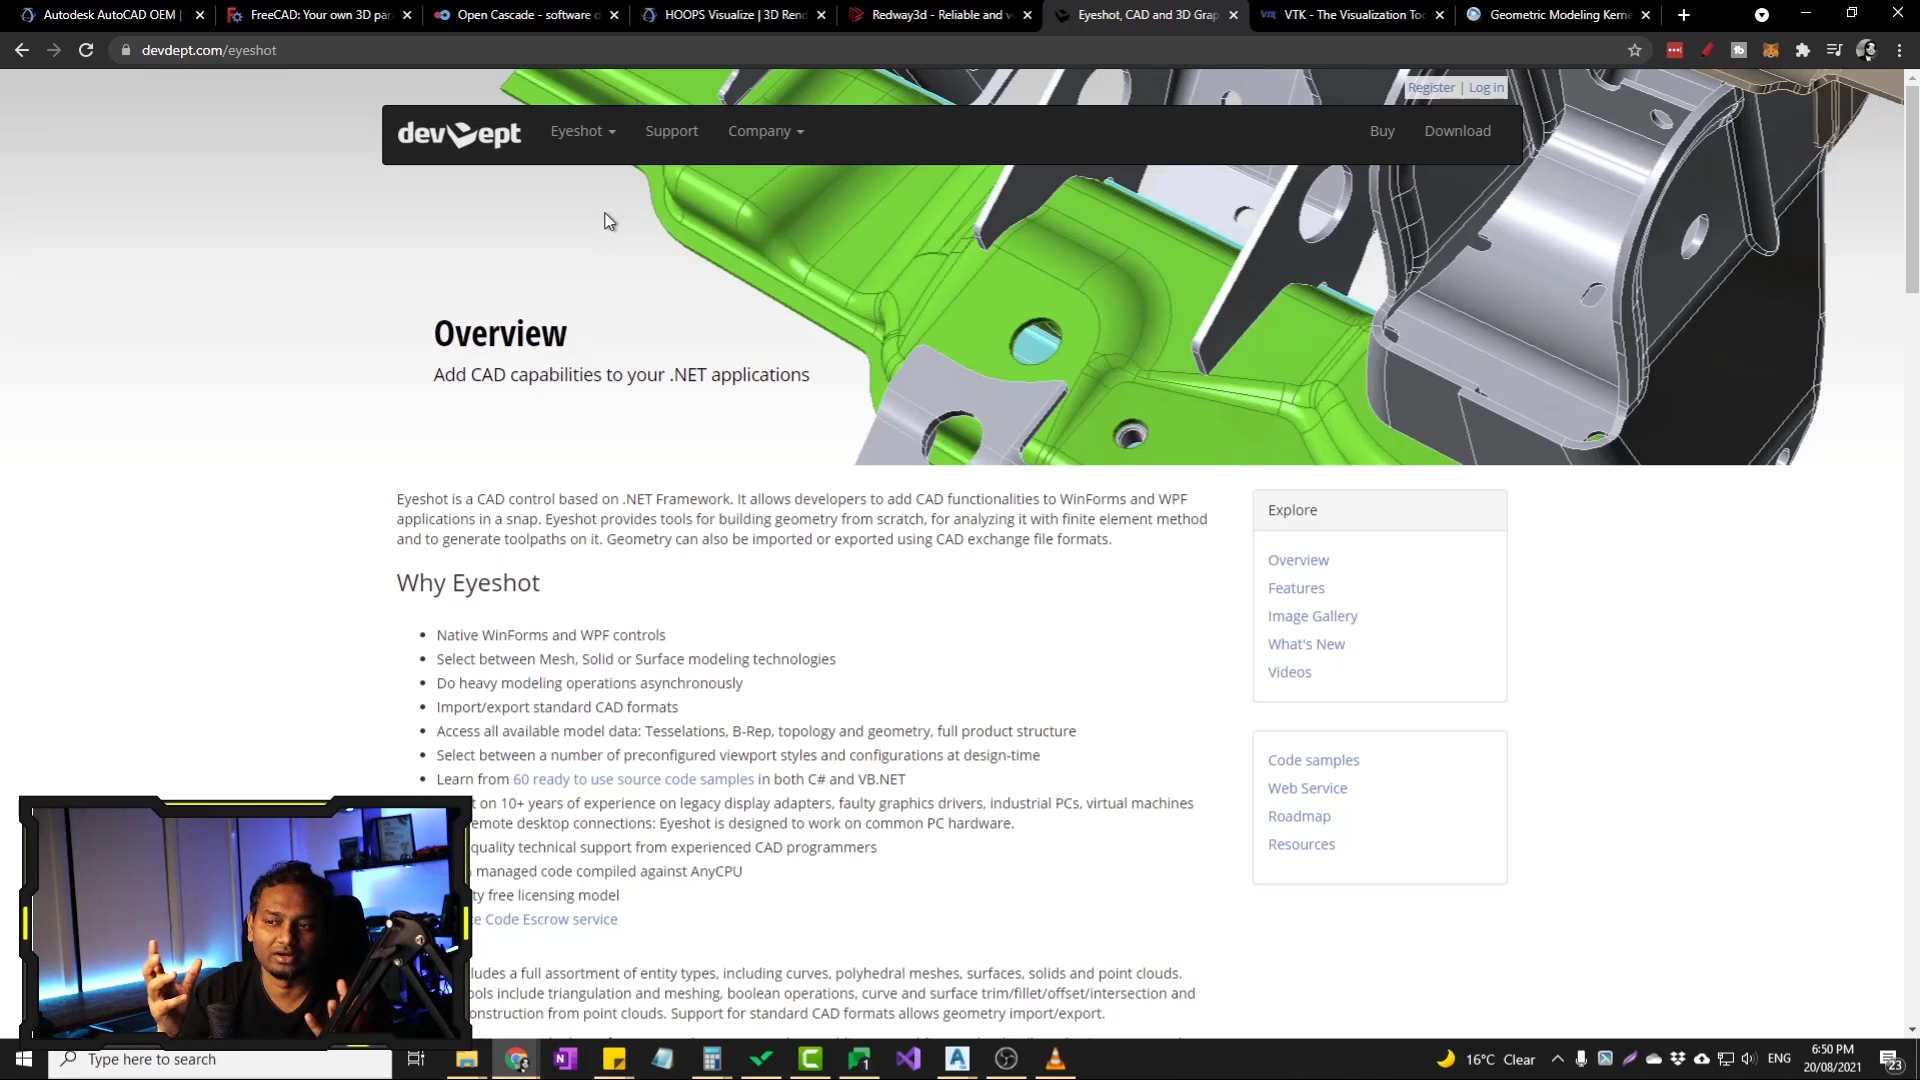 Autodesk AutoCAD OEM |
FreeCAD: Your own 3D par
Open Cascade - software d
HOOPS Visualize | 3D Rend
Redway3d - Reliable and v
Eyeshot, CAD and 3D Grap
VTK - The Visualization Too
Geometric Modeling Kerne
devdept.com/eyeshot
Register | Log in
devDept
Eyeshot
Support
Company
Buy
Download
Overview
Add CAD capabilities to your .NET applications
Eyeshot is a CAD control based on .NET Framework. It allows developers to add CAD functionalities to WinForms and WPF
applications in a snap. Eyeshot provides tools for building geometry from scratch, for analyzing it with finite element method
and to generate toolpaths on it. Geometry can also be imported or exported using CAD exchange file formats.
Why Eyeshot
• Native WinForms and WPF controls
• Select between Mesh, Solid or Surface modeling technologies
• Do heavy modeling operations asynchronously
• Import/export standard CAD formats
• Access all available model data: Tesselations, B-Rep, topology and geometry, full product structure
• Select between a number of preconfigured viewport styles and configurations at design-time
• Learn from 60 ready to use source code samples in both C# and VB.NET
t on 10+ years of experience on legacy display adapters, faulty graphics drivers, industrial PCs, virtual machines
emote desktop connections: Eyeshot is designed to work on common PC hardware.
quality technical support from experienced CAD programmers
managed code compiled against AnyCPU
ty free licensing model
e Code Escrow service
ludes a full assortment of entity types, including curves, polyhedral meshes, surfaces, solids and point clouds.
ols include triangulation and meshing, boolean operations, curve and surface trim/fillet/offset/intersection and
onstruction from point clouds. Support for standard CAD formats allows geometry import/export.
Explore
Overview
Features
Image Gallery
What's New
Videos
Code samples
Web Service
Roadmap
Resources
Type here to search
16°C Clear
ENG
6:50 PM
20/08/2021
23